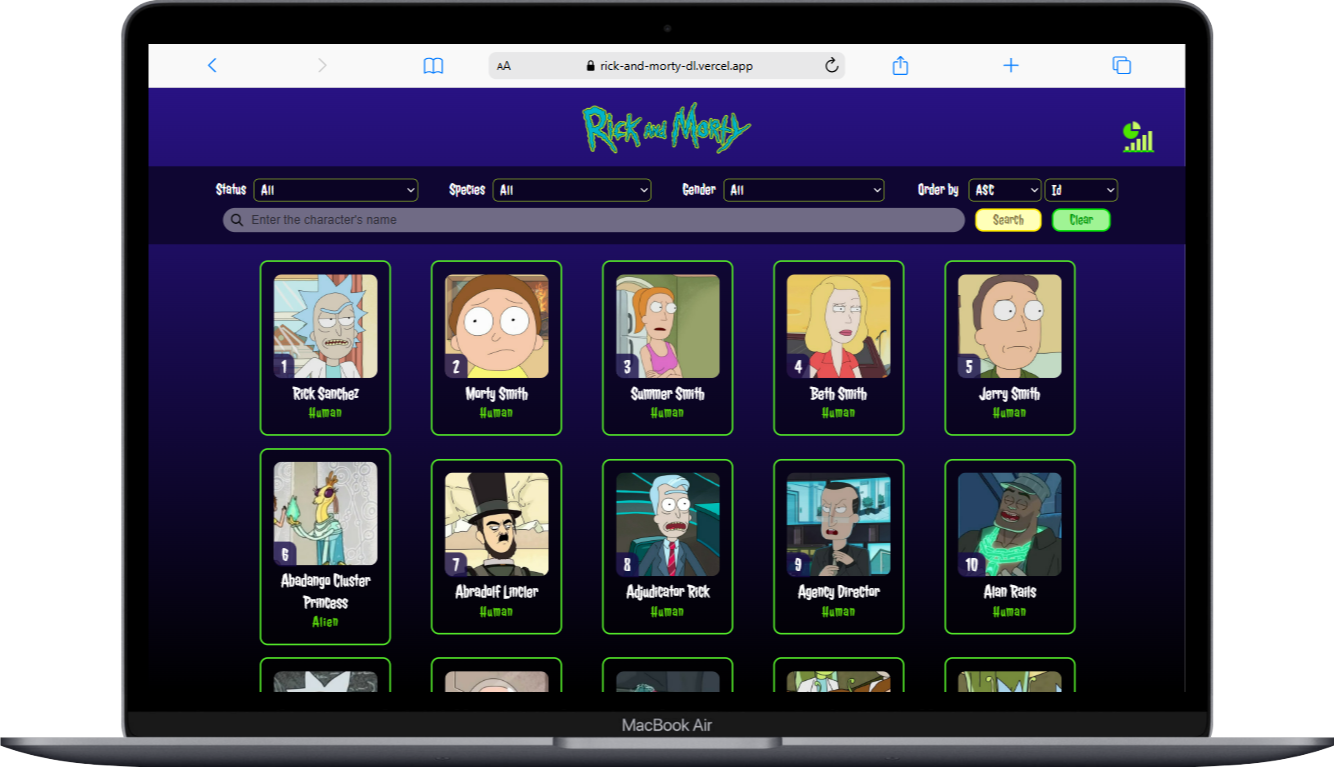 AA rick-and-morty-dl.vercel.app
Rick and Morty
Status All Species All Gender All Order by ASC Id
Enter the character's name Search Clear
1 2 3 4 5
Rick Sanchez Morty Smith Summer Smith Beth Smith Jerry Smith
Human Human Human Human Human
6 7 8 9 10
Abadango Cluster
Princess
Alien
Abradolf Lincler Adjudicator Rick Agency Director Alan Rails
Human Human Human Human
MacBook Air